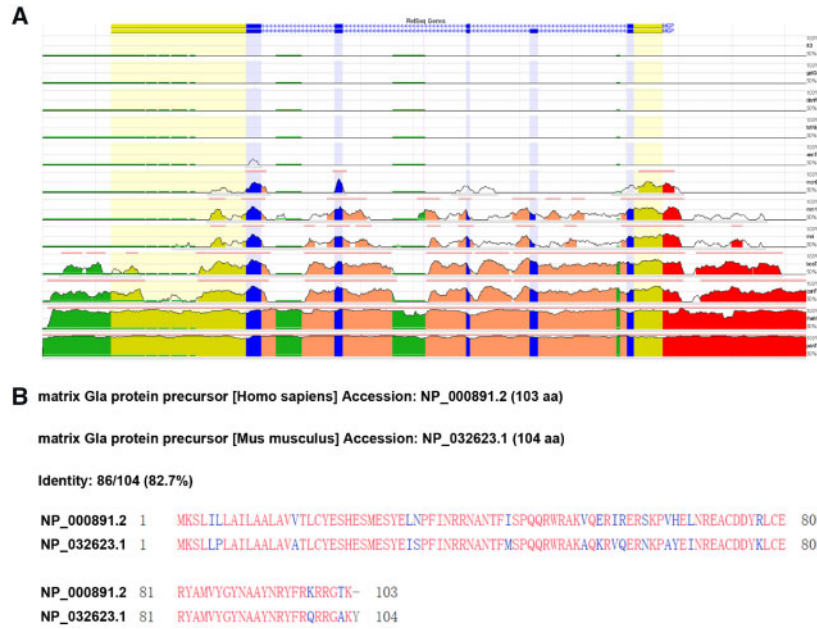 A
RefSeq Genes
MGP
MGP
B matrix Gla protein precursor [Homo sapiens] Accession: NP_000891.2 (103 aa)
matrix Gla protein precursor [Mus musculus] Accession: NP_032623.1 (104 aa)
Identity: 86/104 (82.7%)
NP_000891.2 1 MKSLILLAILAALAVVTLCYESHESMESYELNPFINRRNANTFISPQQRWRAKVQERIRERSKPVHELNREACDDYRLCE 80
NP_032623.1 1 MKSLLPLAILAALAVATLCYESHESMESYEISPFINRRNANTFMSPQQRWRAKAQKRVQERNKPAYEINREACDDYKLCE 80
NP_000891.2 81 RYAMVYGYNAAYNRYFRKRRGTK- 103
NP_032623.1 81 RYAMVYGYNAAYNRYFRQRRGAKY 104